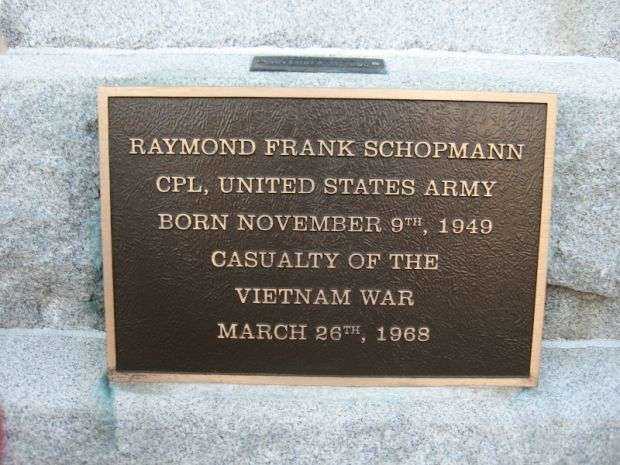 RAYMOND FRANK SCHOPMANN
CPL, UNITED STATES ARMY
BORN NOVEMBER 9TH, 1949
CASUALTY OF THE
VIETNAM WAR
MARCH 26TH, 1968